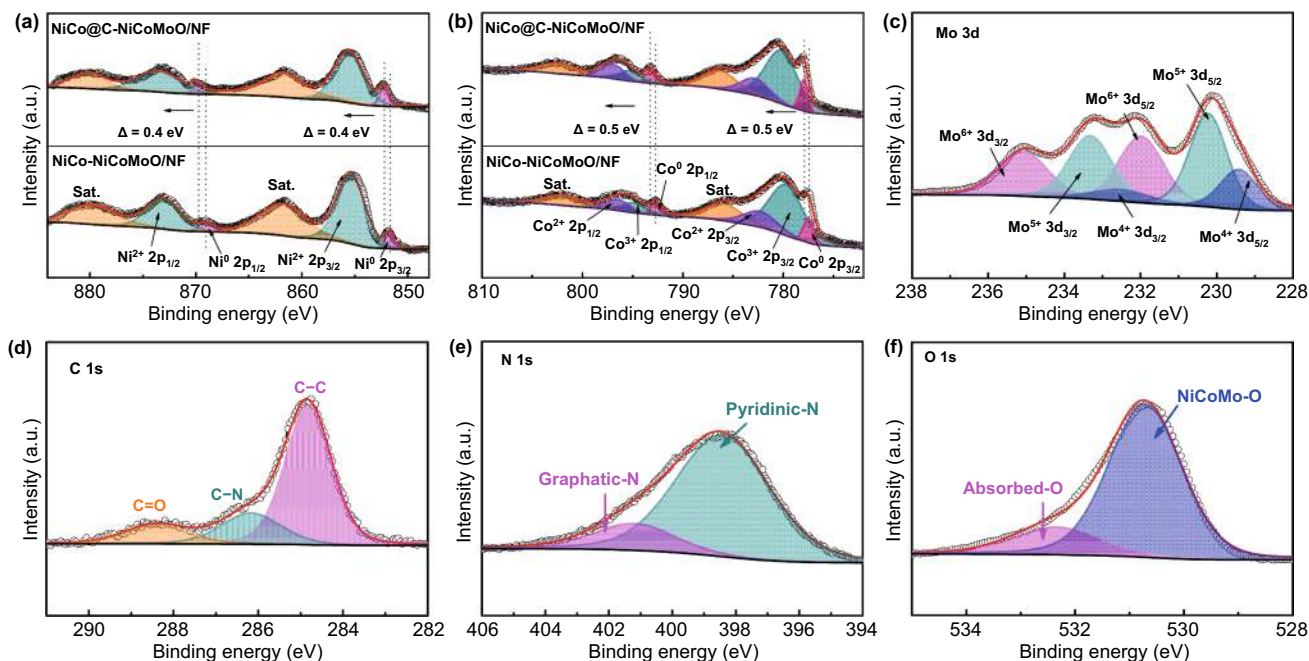 (a)
NiCo@C-NiCoMoO/NF
Δ = 0.4 eV
Δ = 0.4 eV
NiCo-NiCoMoO/NF
Sat.
Sat.
Ni²⁺ 2p₁/₂
Ni⁰ 2p₁/₂
Ni²⁺ 2p₃/₂
Ni⁰ 2p₃/₂
Intensity (a.u.)
880 870 860 850
Binding energy (eV)
(b)
NiCo@C-NiCoMoO/NF
Δ = 0.5 eV
Δ = 0.5 eV
NiCo-NiCoMoO/NF
Sat.
Co⁰ 2p₁/₂
Sat.
Co²⁺ 2p₁/₂
Co³⁺ 2p₁/₂
Co²⁺ 2p₃/₂
Co³⁺ 2p₃/₂
Co⁰ 2p₃/₂
Intensity (a.u.)
810 800 790 780
Binding energy (eV)
(c)
Mo 3d
Mo⁶⁺ 3d₃/₂
Mo⁶⁺ 3d₅/₂
Mo⁵⁺ 3d₅/₂
Mo⁵⁺ 3d₃/₂
Mo⁴⁺ 3d₃/₂
Mo⁴⁺ 3d₅/₂
Intensity (a.u.)
238 236 234 232 230 228
Binding energy (eV)
(d)
C 1s
C−C
C−N
C=O
Intensity (a.u.)
290 288 286 284 282
Binding energy (eV)
(e)
N 1s
Pyridinic-N
Graphatic-N
Intensity (a.u.)
406 404 402 400 398 396 394
Binding energy (eV)
(f)
O 1s
NiCoMo-O
Absorbed-O
Intensity (a.u.)
534 532 530 528
Binding energy (eV)